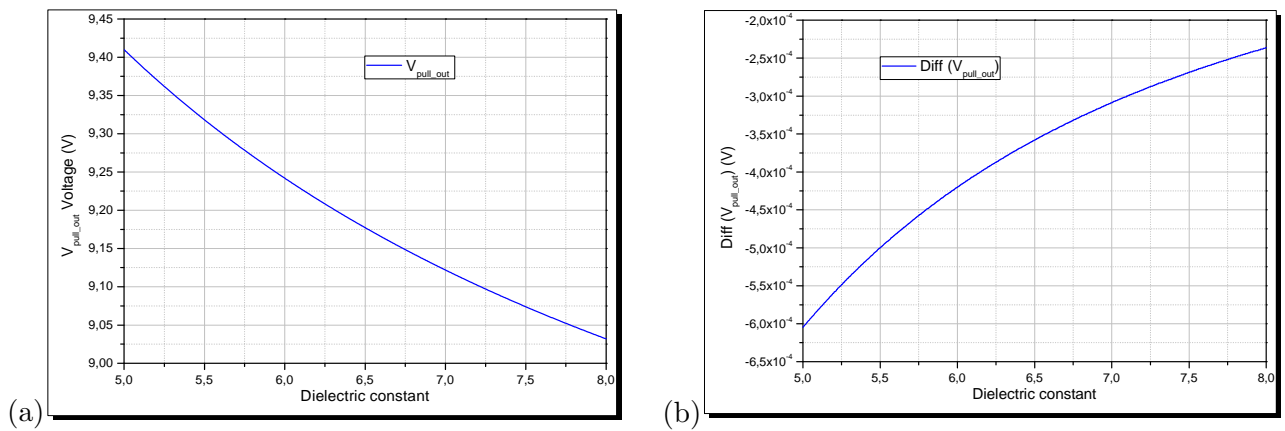 9,45
9,40
9,35
9,30
9,25
9,20
9,15
9,10
9,05
9,00
V_pull_out Voltage (V)
V_pull_out
5,0 5,5 6,0 6,5 7,0 7,5 8,0
Dielectric constant
(a)
-2,0x10^-4
-2,5x10^-4
-3,0x10^-4
-3,5x10^-4
-4,0x10^-4
-4,5x10^-4
-5,0x10^-4
-5,5x10^-4
-6,0x10^-4
-6,5x10^-4
Diff (V_pull_out) (V)
Diff (V_pull_out)
5,0 5,5 6,0 6,5 7,0 7,5 8,0
Dielectric constant
(b)